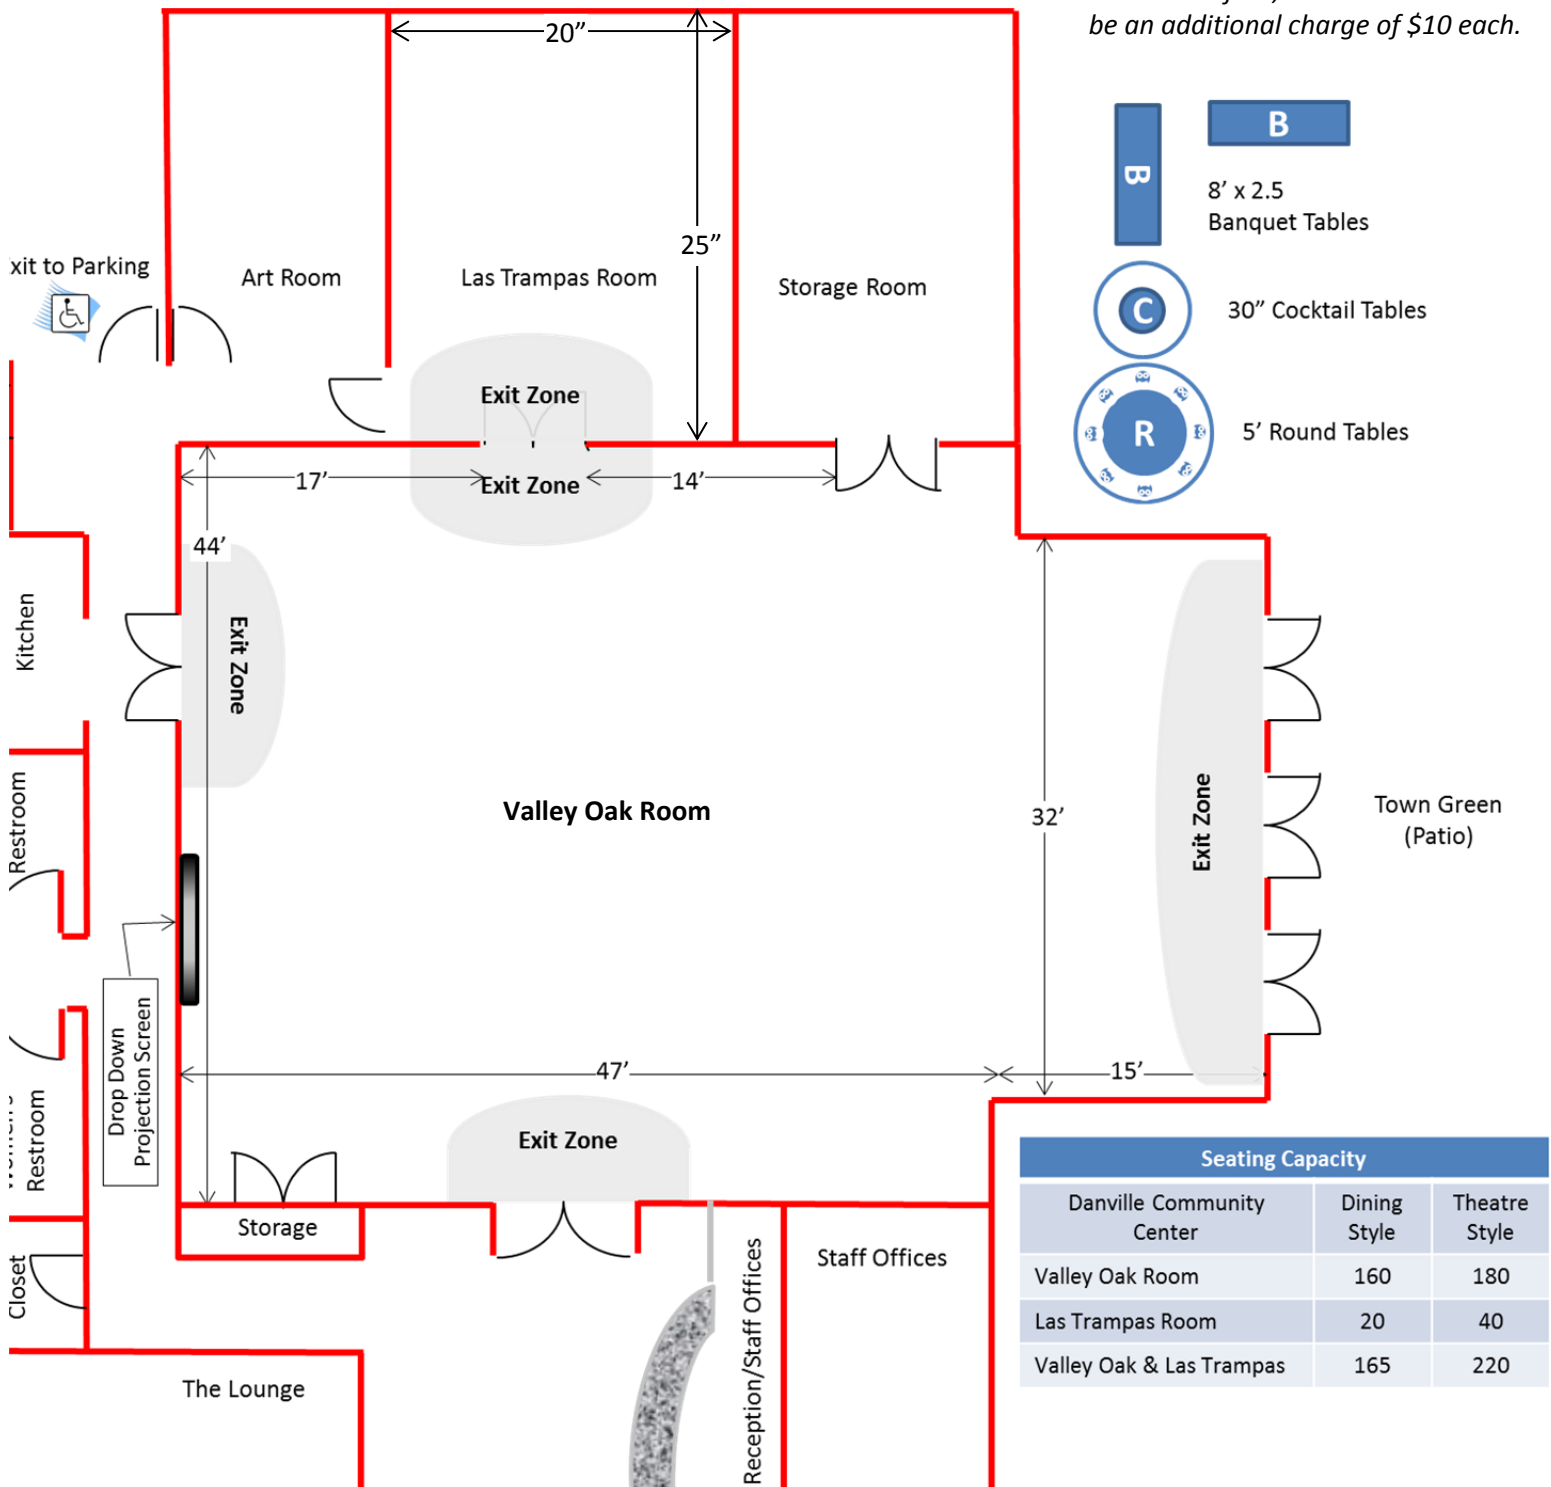 be an additional charge of $10 each.
20”
B
B
8’ x 2.5
Banquet Tables
25”
xit to Parking
Art Room
Las Trampas Room
Storage Room
C
30” Cocktail Tables
Exit Zone
R
5’ Round Tables
17’
Exit Zone
14’
44’
Kitchen
Exit Zone
Restroom
Valley Oak Room
32’
Exit Zone
Town Green
(Patio)
Drop Down
Projection Screen
47’
15’
Restroom
Exit Zone
Storage
Closet
Reception/Staff Offices
Staff Offices
The Lounge
Seating Capacity
Danville Community
Center
Dining
Style
Theatre
Style
Valley Oak Room 160 180
Las Trampas Room 20 40
Valley Oak & Las Trampas 165 220